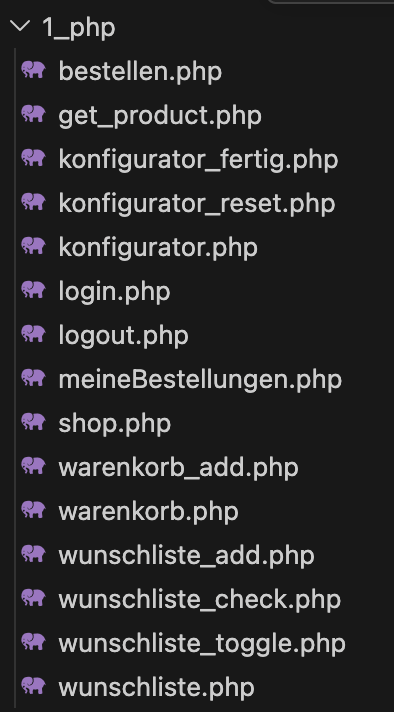 1_php
bestellen.php
get_product.php
konfigurator_fertig.php
konfigurator_reset.php
konfigurator.php
login.php
logout.php
meineBestellungen.php
shop.php
warenkorb_add.php
warenkorb.php
wunschliste_add.php
wunschliste_check.php
wunschliste_toggle.php
wunschliste.php